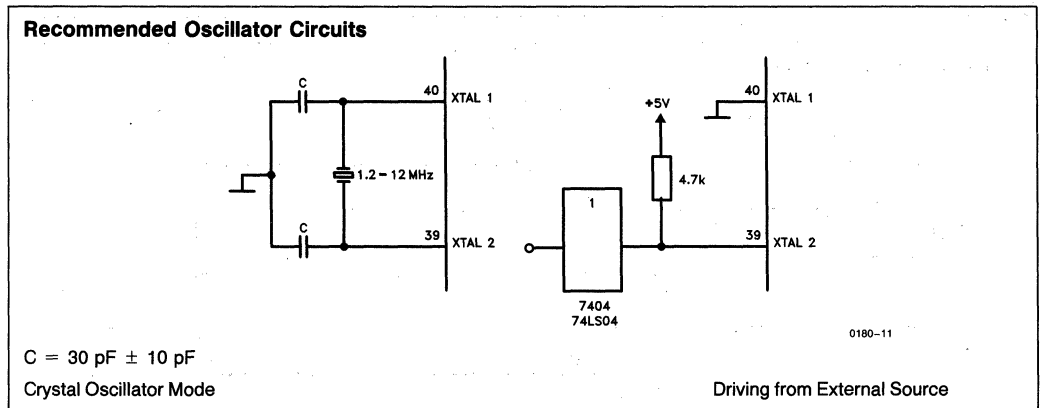 Recommended Oscillator Circuits
C
40
XTAL 1
1.2 – 12 MHz
C
39
XTAL 2
40
XTAL 1
+5V
4.7k
1
39
XTAL 2
7404
74LS04
0180–11
C = 30 pF ± 10 pF
Crystal Oscillator Mode
Driving from External Source